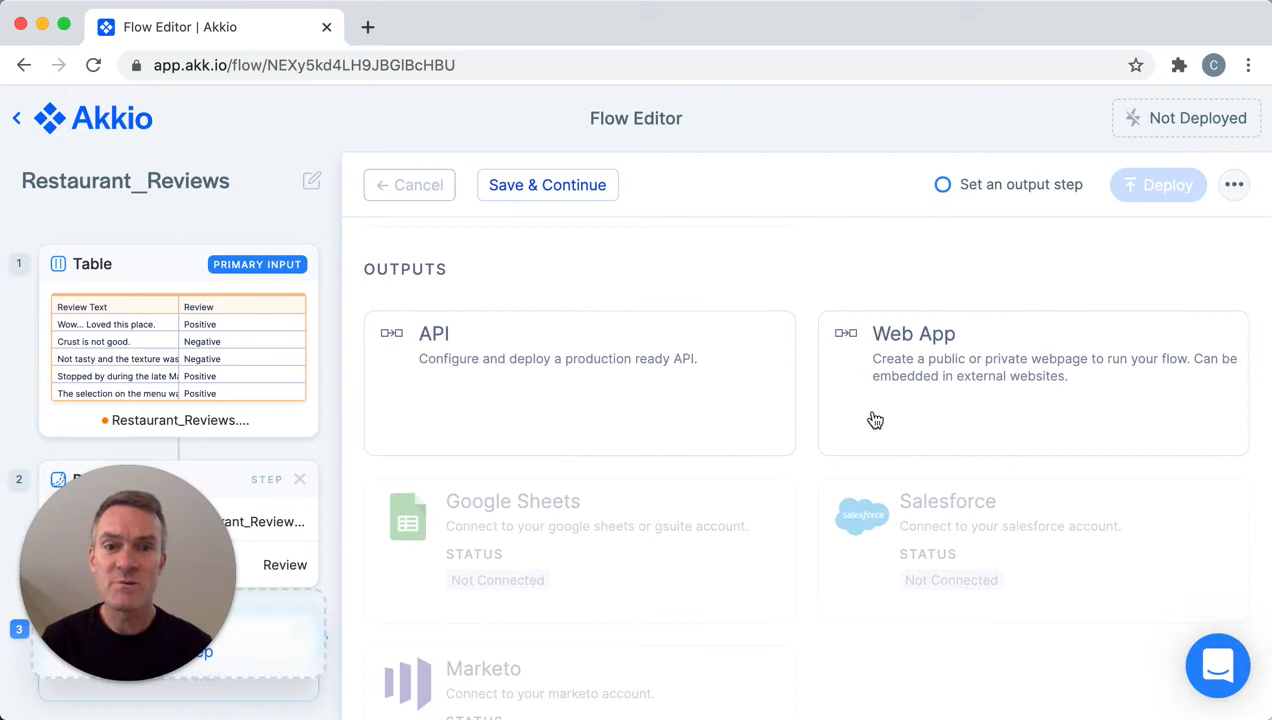 Flow Editor | Akkio
app.akk.io/flow/NEXy5kd4LH9JBGlBcHBU
C
Akkio
Flow Editor
Not Deployed
Restaurant_Reviews
← Cancel
Save & Continue
Set an output step
Deploy
1
Table
PRIMARY INPUT
Review Text
Review
Wow... Loved this place.
Positive
Crust is not good.
Negative
Not tasty and the texture was
Negative
Stopped by during the late Ma
Positive
The selection on the menu wa
Positive
Restaurant_Reviews....
2
STEP
rant_Review...
Review
3
OUTPUTS
API
Configure and deploy a production ready API.
Web App
Create a public or private webpage to run your flow. Can be
embedded in external websites.
Google Sheets
Connect to your google sheets or gsuite account.
STATUS
Not Connected
salesforce
Salesforce
Connect to your salesforce account.
STATUS
Not Connected
Marketo
Connect to your marketo account.
STATUS